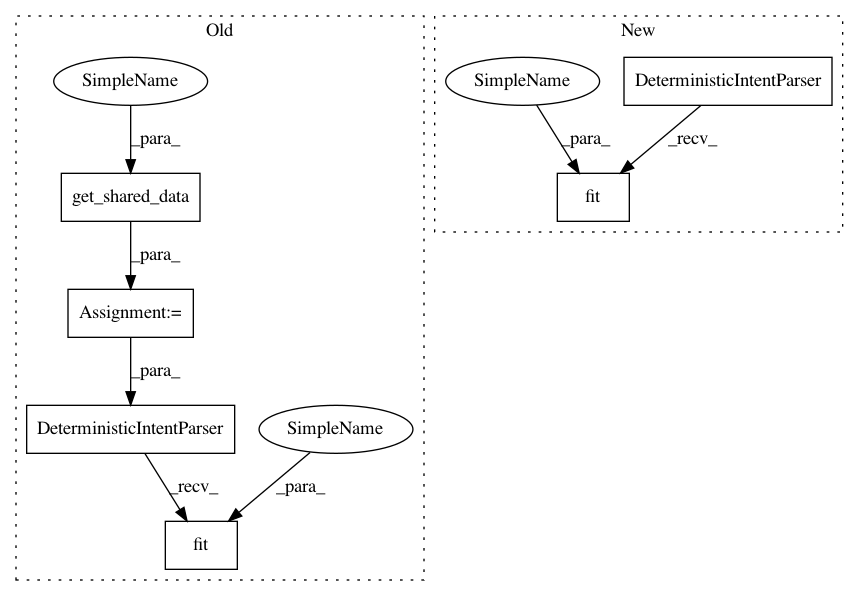 Old
New
SimpleName
SimpleName
DeterministicIntentParser
_para_
_para_
_recv_
get_shared_data
fit
_para_
Assignment:=
_para_
DeterministicIntentParser
SimpleName
_recv_
_para_
fit